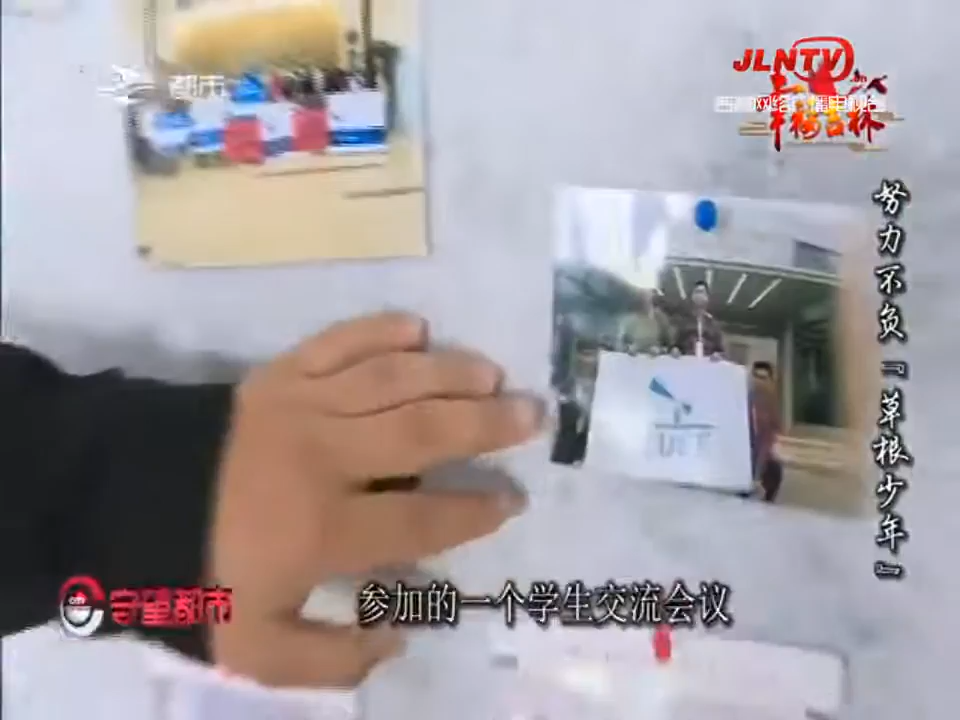 JLNTV
都市
幸福吉林
努力不负『草根少年』
守望都市
参加的一个学生交流会议